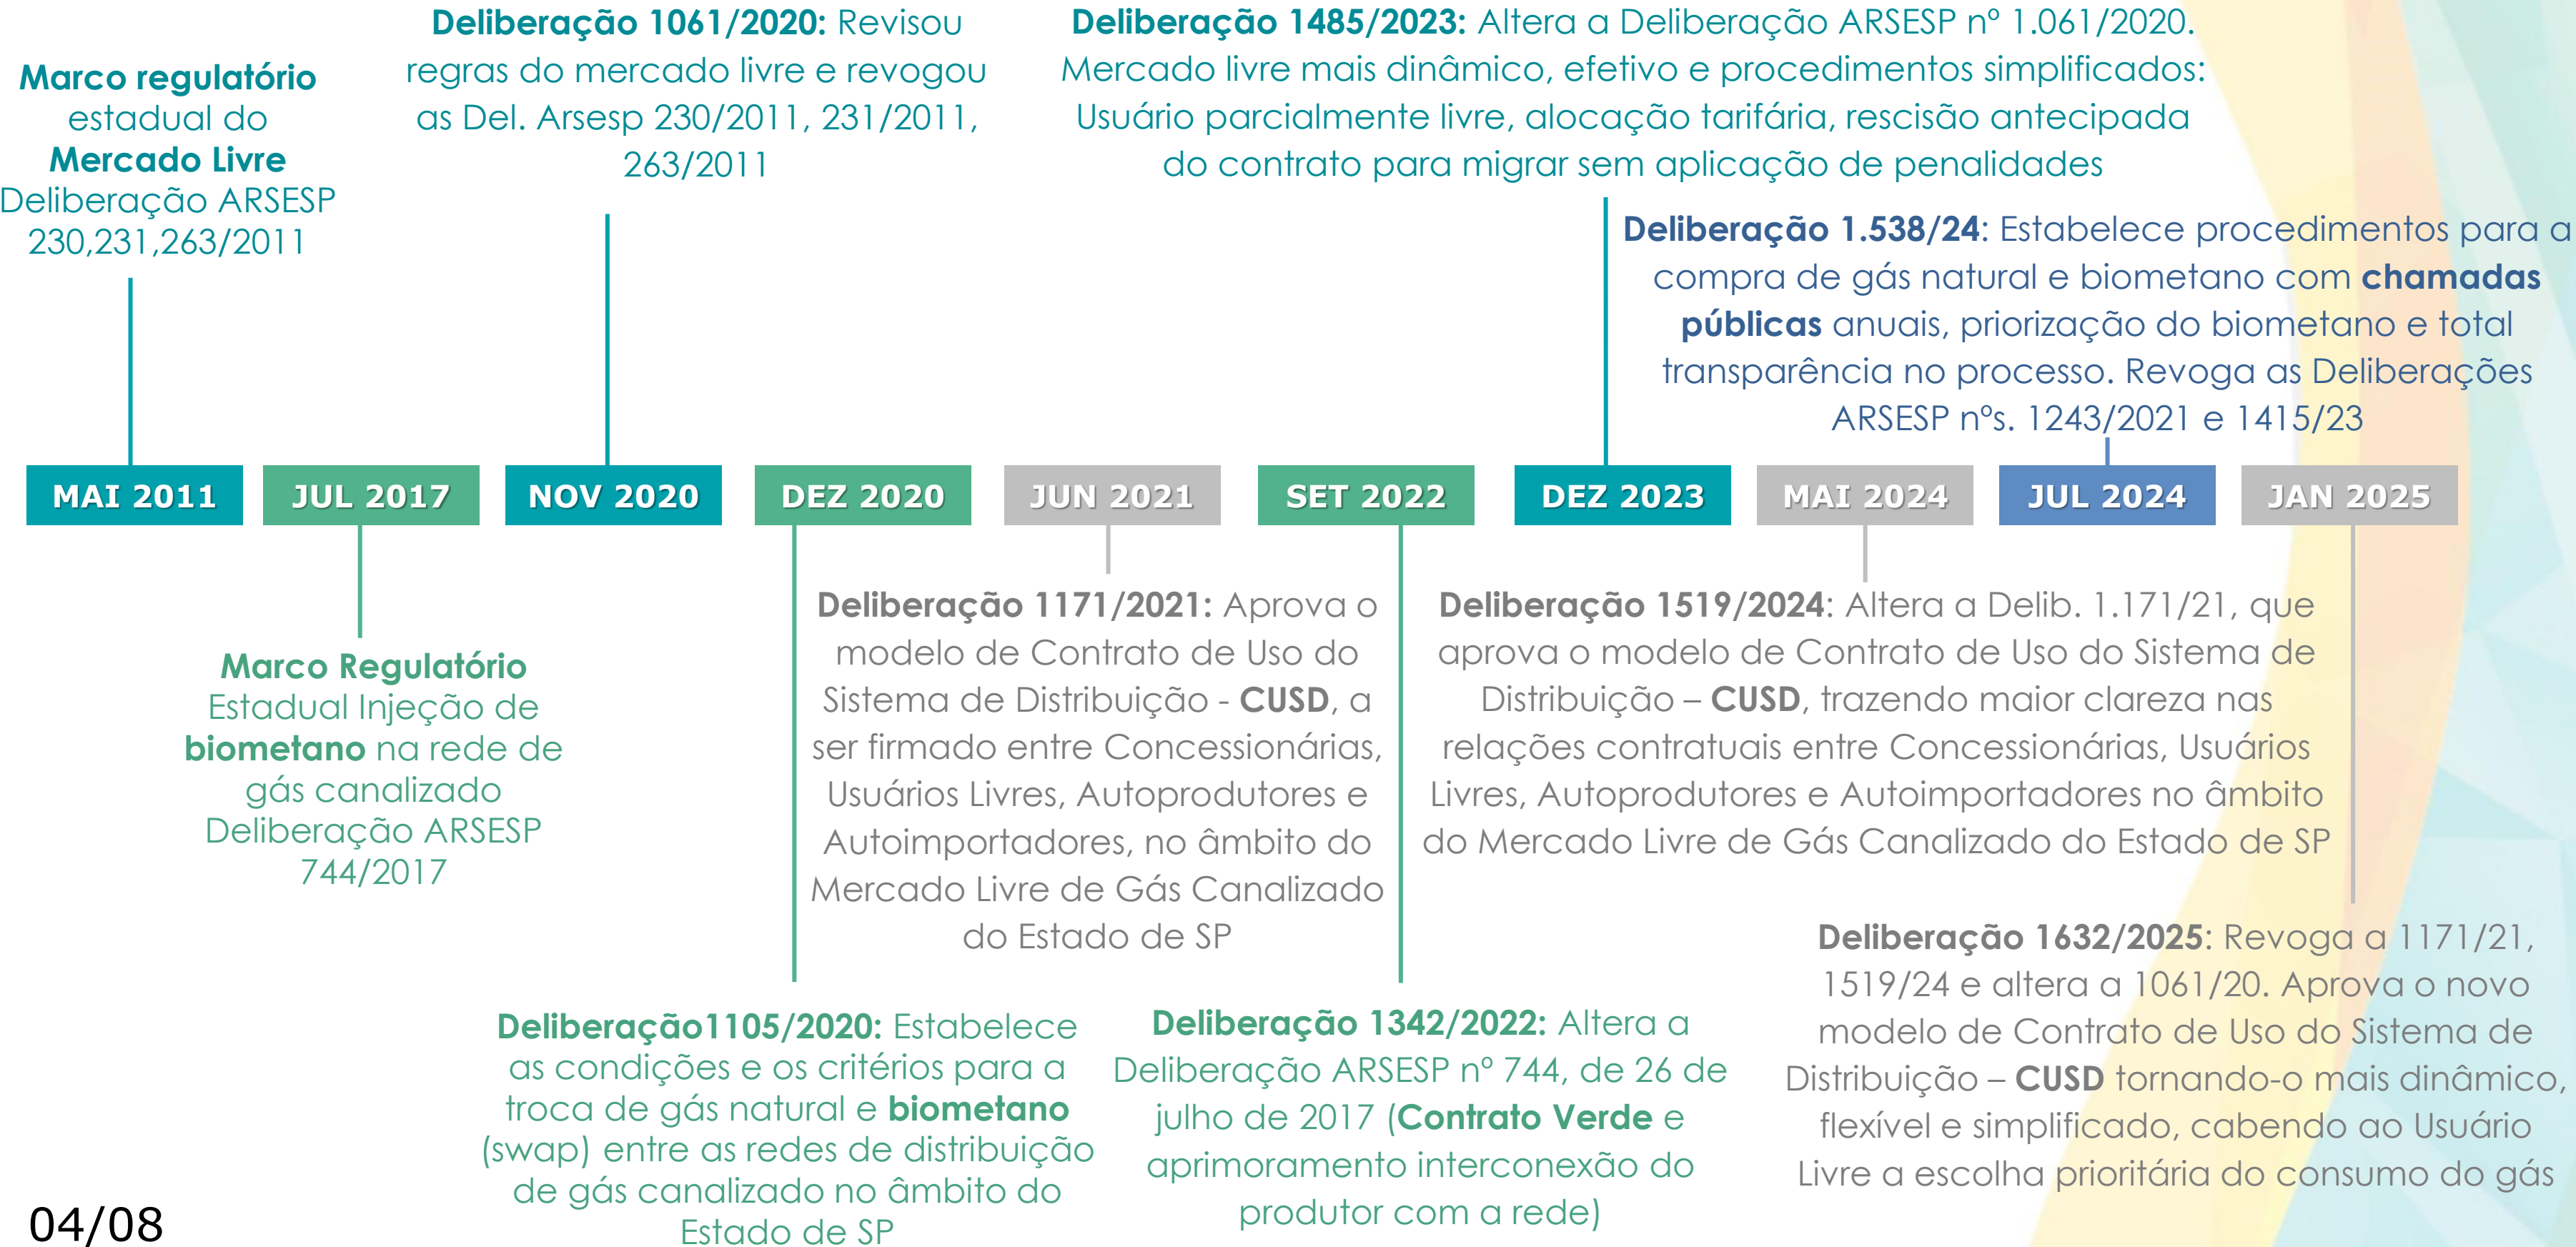 Marco regulatório
estadual do
Mercado Livre
Deliberação ARSESP
230,231,263/2011
Deliberação 1061/2020: Revisou
regras do mercado livre e revogou
as Del. Arsesp 230/2011, 231/2011,
263/2011
Deliberação 1485/2023: Altera a Deliberação ARSESP nº 1.061/2020.
Mercado livre mais dinâmico, efetivo e procedimentos simplificados:
Usuário parcialmente livre, alocação tarifária, rescisão antecipada
do contrato para migrar sem aplicação de penalidades
Deliberação 1.538/24: Estabelece procedimentos para a
compra de gás natural e biometano com chamadas
públicas anuais, priorização do biometano e total
transparência no processo. Revoga as Deliberações
ARSESP nºs. 1243/2021 e 1415/23
MAI 2011
JUL 2017
NOV 2020
DEZ 2020
JUN 2021
SET 2022
DEZ 2023
MAI 2024
JUL 2024
JAN 2025
Marco Regulatório
Estadual Injeção de
biometano na rede de
gás canalizado
Deliberação ARSESP
744/2017
Deliberação1105/2020: Estabelece
as condições e os critérios para a
troca de gás natural e biometano
(swap) entre as redes de distribuição
de gás canalizado no âmbito do
Estado de SP
Deliberação 1171/2021: Aprova o
modelo de Contrato de Uso do
Sistema de Distribuição - CUSD, a
ser firmado entre Concessionárias,
Usuários Livres, Autoprodutores e
Autoimportadores, no âmbito do
Mercado Livre de Gás Canalizado
do Estado de SP
Deliberação 1342/2022: Altera a
Deliberação ARSESP nº 744, de 26 de
julho de 2017 (Contrato Verde e
aprimoramento interconexão do
produtor com a rede)
Deliberação 1519/2024: Altera a Delib. 1.171/21, que
aprova o modelo de Contrato de Uso do Sistema de
Distribuição – CUSD, trazendo maior clareza nas
relações contratuais entre Concessionárias, Usuários
Livres, Autoprodutores e Autoimportadores no âmbito
do Mercado Livre de Gás Canalizado do Estado de SP
Deliberação 1632/2025: Revoga a 1171/21,
1519/24 e altera a 1061/20. Aprova o novo
modelo de Contrato de Uso do Sistema de
Distribuição – CUSD tornando-o mais dinâmico,
flexível e simplificado, cabendo ao Usuário
Livre a escolha prioritária do consumo do gás
04/08